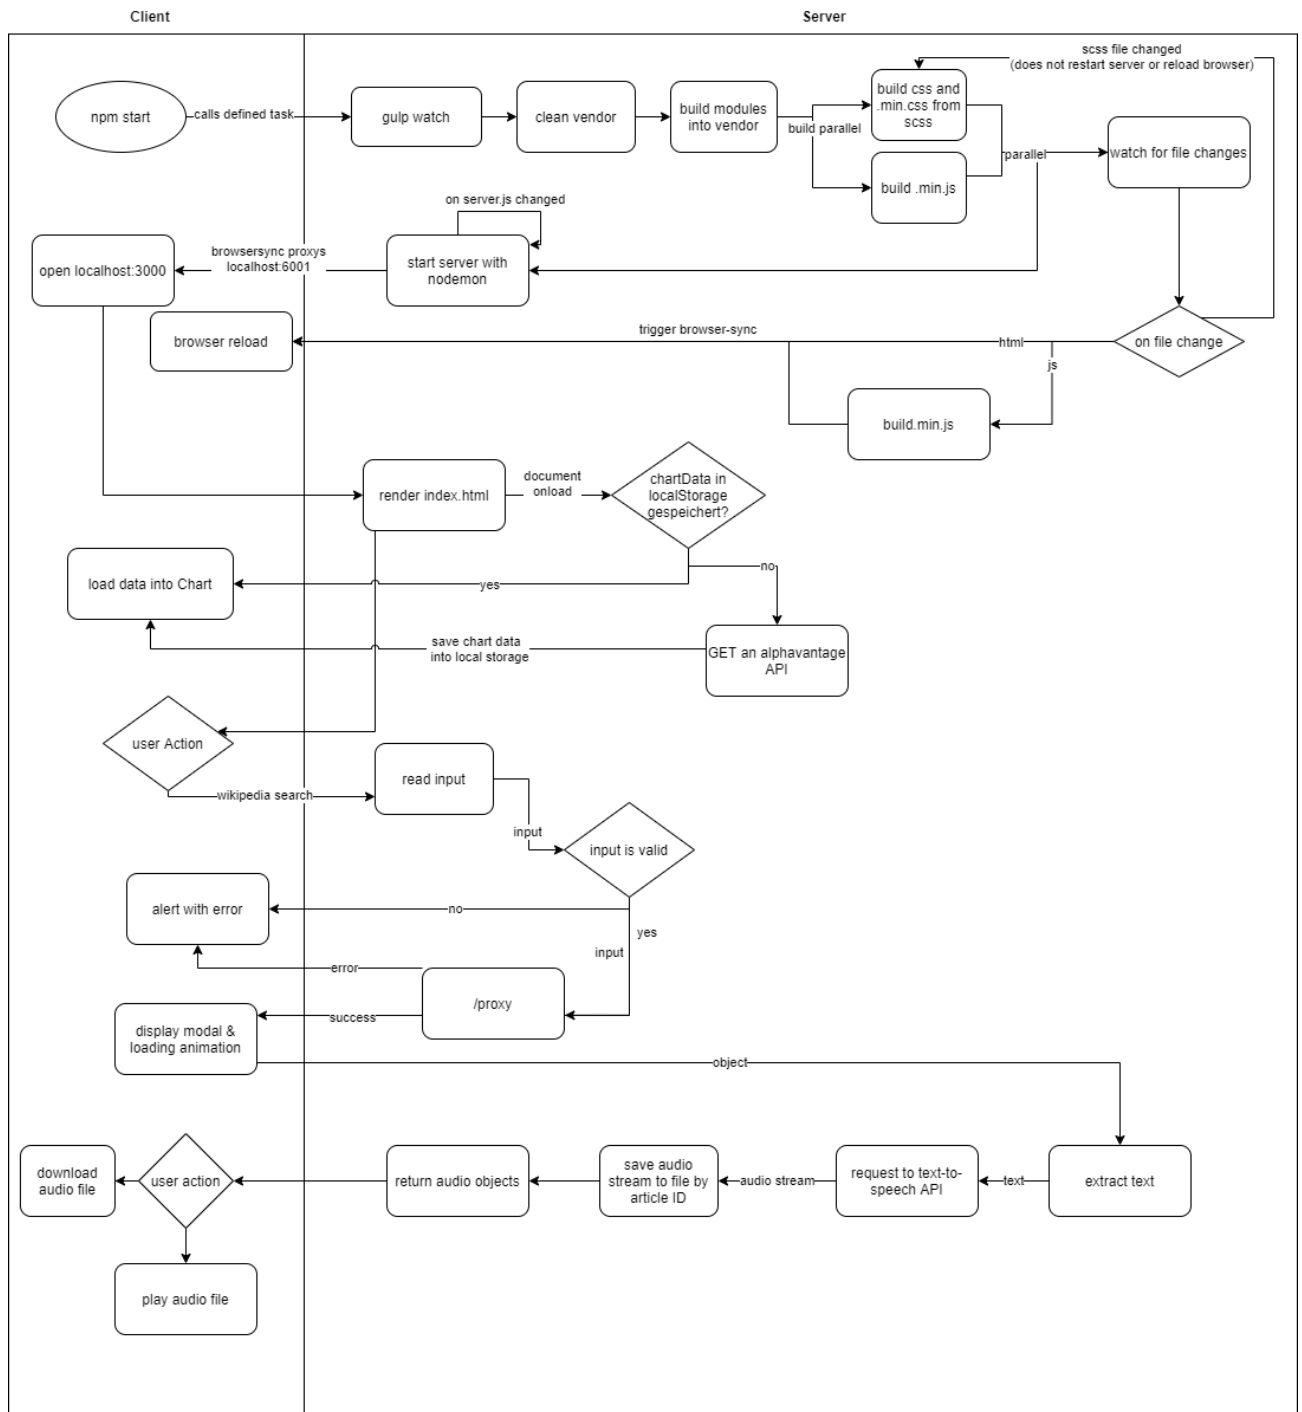 Client
Server
scss file changed
(does not restart server or reload browser)
npm start
calls defined task
gulp watch
clean vendor
build modules
into vendor
build parallel
build css and
.min.css from
scss
build .min.js
parallel
watch for file changes
on server.js changed
open localhost:3000
browsersync proxys
localhost:6001
start server with
nodemon
browser reload
trigger browser-sync
html
on file change
js
build.min.js
render index.html
document
onload
chartData in
localStorage
gespeichert?
load data into Chart
yes
no
save chart data
into local storage
GET an alphavantage
API
user Action
wikipedia search
read input
input
input is valid
alert with error
no
yes
input
error
/proxy
success
display modal &
loading animation
object
download
audio file
user action
return audio objects
save audio
stream to file by
article ID
audio stream
request to text-to-
speech API
text
extract text
play audio file